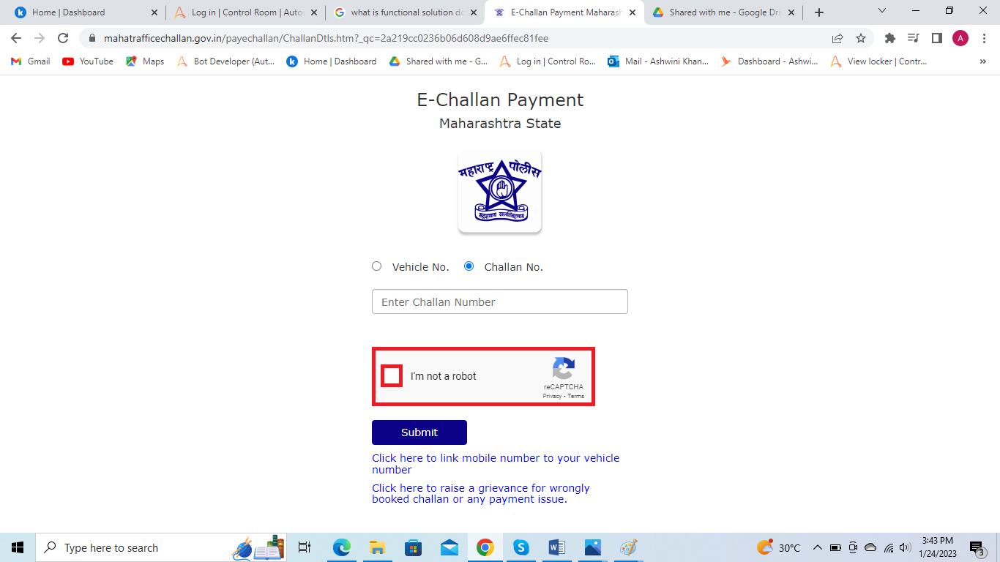 Home | Dashboard
Log in | Control Room | Auto
what is functional solution do
E-Challan Payment Maharash
Shared with me - Google Dri
mahatrafficchallan.gov.in/payechallan/ChallanDtls.htm?_qc=2a219cc0236b06d608d9ae6ffec81fee
A
Gmail
YouTube
Maps
Bot Developer (Aut...
Home | Dashboard
Shared with me - G...
Log in | Control Ro...
Mail - Ashwini Khan...
Dashboard - Ashwi...
View locker | Contr...
E-Challan Payment
Maharashtra State
महाराष्ट्र पोलीस
सद्रक्षणाय खलनिग्रहणाय
Vehicle No.
Challan No.
Enter Challan Number
I'm not a robot
reCAPTCHA
Privacy - Terms
Submit
Click here to link mobile number to your vehicle
number
Click here to raise a grievance for wrongly
booked challan or any payment issue.
Type here to search
30°C
3:43 PM
1/24/2023
3